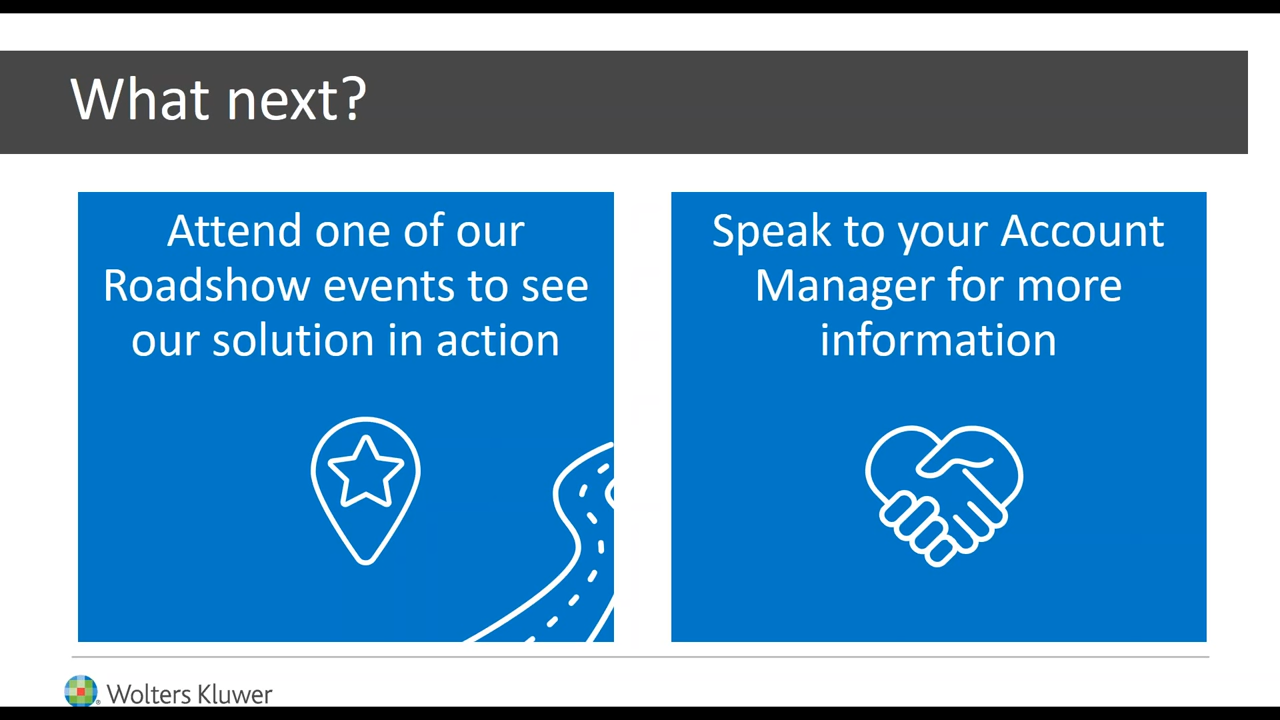 What next?
Attend one of our
Roadshow events to see
our solution in action
Speak to your Account
Manager for more
information
Wolters Kluwer